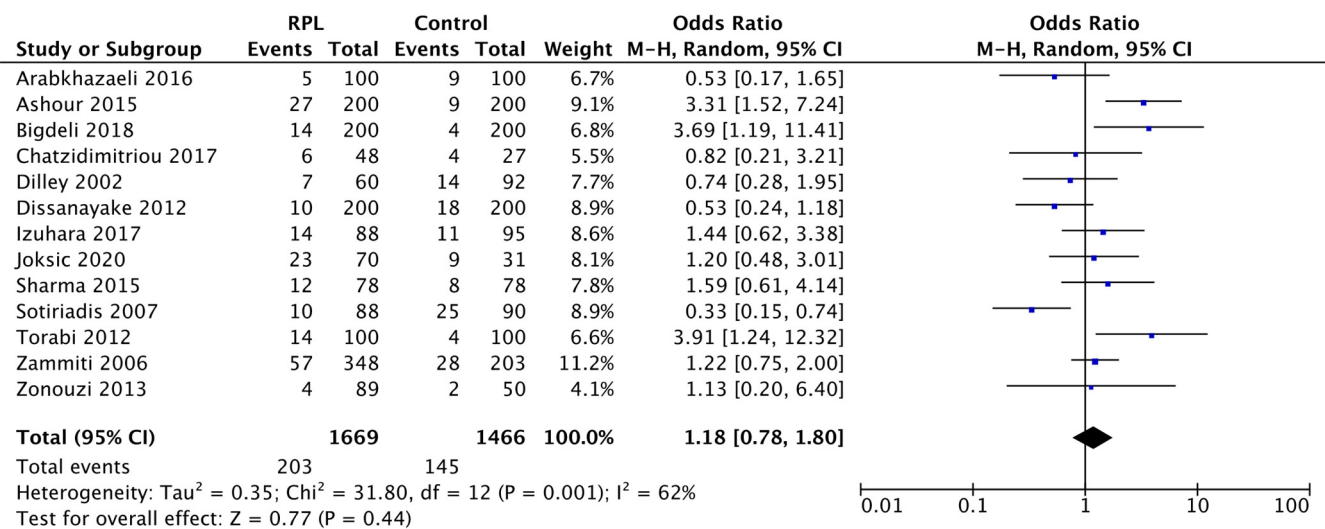 RPL Control Odds Ratio Odds Ratio
Study or Subgroup Events Total Events Total Weight M-H, Random, 95% CI M-H, Random, 95% CI
Arabkhazaeli 2016 5 100 9 100 6.7% 0.53 [0.17, 1.65]
Ashour 2015 27 200 9 200 9.1% 3.31 [1.52, 7.24]
Bigdeli 2018 14 200 4 200 6.8% 3.69 [1.19, 11.41]
Chatzidimitriou 2017 6 48 4 27 5.5% 0.82 [0.21, 3.21]
Dilley 2002 7 60 14 92 7.7% 0.74 [0.28, 1.95]
Dissanayake 2012 10 200 18 200 8.9% 0.53 [0.24, 1.18]
Izuhara 2017 14 88 11 95 8.6% 1.44 [0.62, 3.38]
Joksic 2020 23 70 9 31 8.1% 1.20 [0.48, 3.01]
Sharma 2015 12 78 8 78 7.8% 1.59 [0.61, 4.14]
Sotiriadis 2007 10 88 25 90 8.9% 0.33 [0.15, 0.74]
Torabi 2012 14 100 4 100 6.6% 3.91 [1.24, 12.32]
Zammiti 2006 57 348 28 203 11.2% 1.22 [0.75, 2.00]
Zonouzi 2013 4 89 2 50 4.1% 1.13 [0.20, 6.40]
Total (95% CI) 1669 1466 100.0% 1.18 [0.78, 1.80]
Total events 203 145
Heterogeneity: Tau² = 0.35; Chi² = 31.80, df = 12 (P = 0.001); I² = 62%
Test for overall effect: Z = 0.77 (P = 0.44)
0.01 0.1 1 10 100